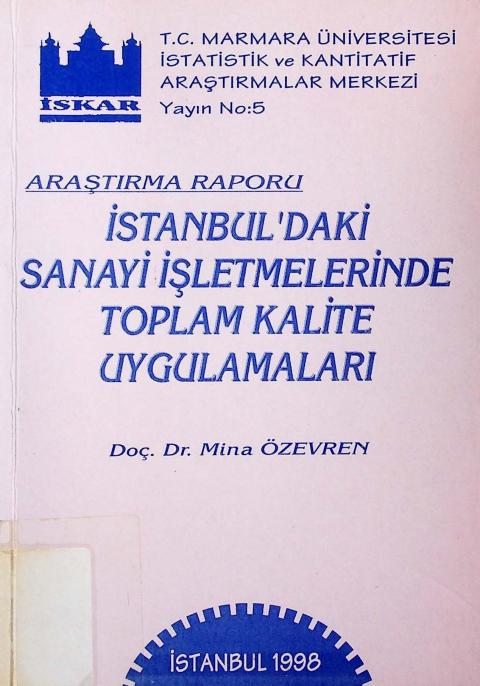 T.C. MARMARA ÜNİVERSİTESİ
İSTATİSTİK ve KANTİTATİF
ARAŞTIRMALAR MERKEZİ
Yayın No:5
İSKAR
ARAŞTIRMA RAPORU
İSTANBUL'DAKİ
SANAYİ İŞLETMELERİNDE
TOPLAM KALİTE
UYGULAMALARI
Doç. Dr. Mina ÖZEVREN
İSTANBUL 1998